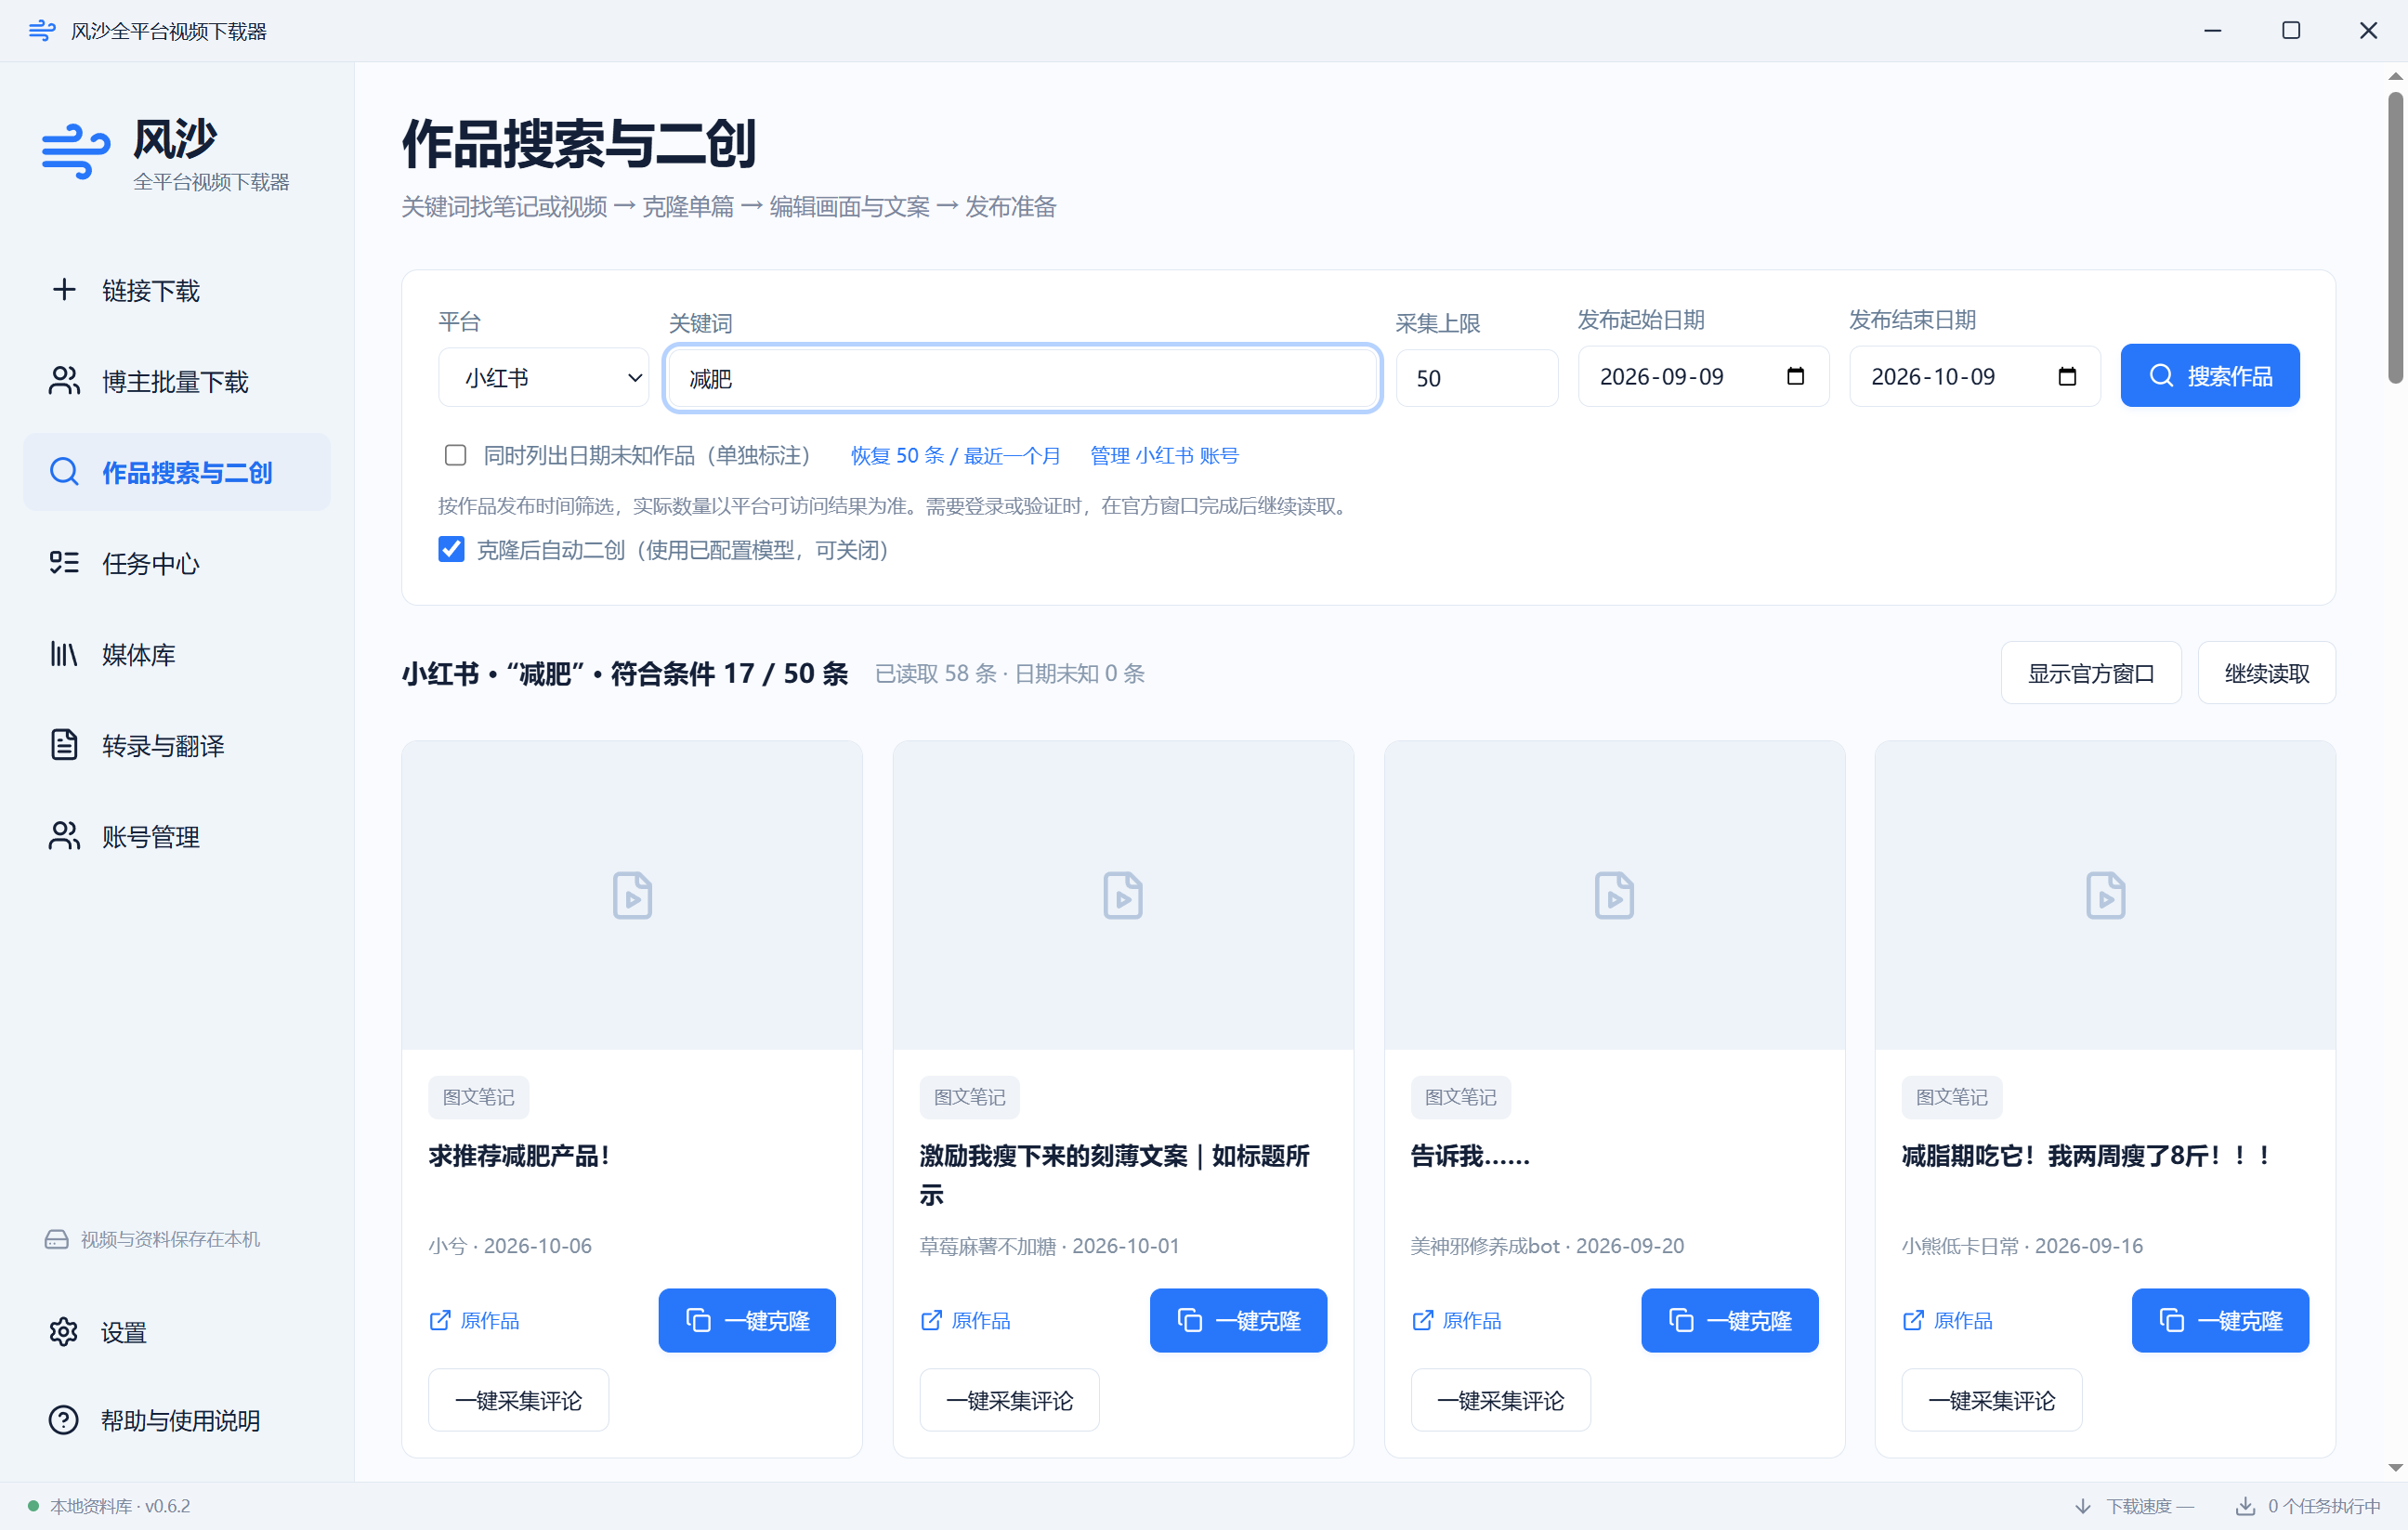 风沙全平台视频下载器
风沙
全平台视频下载器
链接下载
博主批量下载
作品搜索与二创
任务中心
媒体库
转录与翻译
账号管理
视频与资料保存在本机
设置
帮助与使用说明
作品搜索与二创
关键词找笔记或视频 → 克隆单篇 → 编辑画面与文案 → 发布准备
平台
关键词
采集上限
发布起始日期
发布结束日期
小红书
减肥
50
2026-09-09
2026-10-09
搜索作品
同时列出日期未知作品（单独标注）
恢复 50 条 / 最近一个月
管理 小红书 账号
按作品发布时间筛选，实际数量以平台可访问结果为准。需要登录或验证时，在官方窗口完成后继续读取。
克隆后自动二创（使用已配置模型，可关闭）
小红书 • “减肥” • 符合条件 17 / 50 条
已读取 58 条 · 日期未知 0 条
显示官方窗口
继续读取
图文笔记
求推荐减肥产品！
小兮 · 2026-10-06
原作品
一键克隆
一键采集评论
图文笔记
激励我瘦下来的刻薄文案｜如标题所
示
草莓麻薯不加糖 · 2026-10-01
原作品
一键克隆
一键采集评论
图文笔记
告诉我……
美神邪修养成bot · 2026-09-20
原作品
一键克隆
一键采集评论
图文笔记
减脂期吃它！我两周瘦了8斤！！！
小熊低卡日常 · 2026-09-16
原作品
一键克隆
一键采集评论
本地资料库 · v0.6.2
下载速度 —
0 个任务执行中